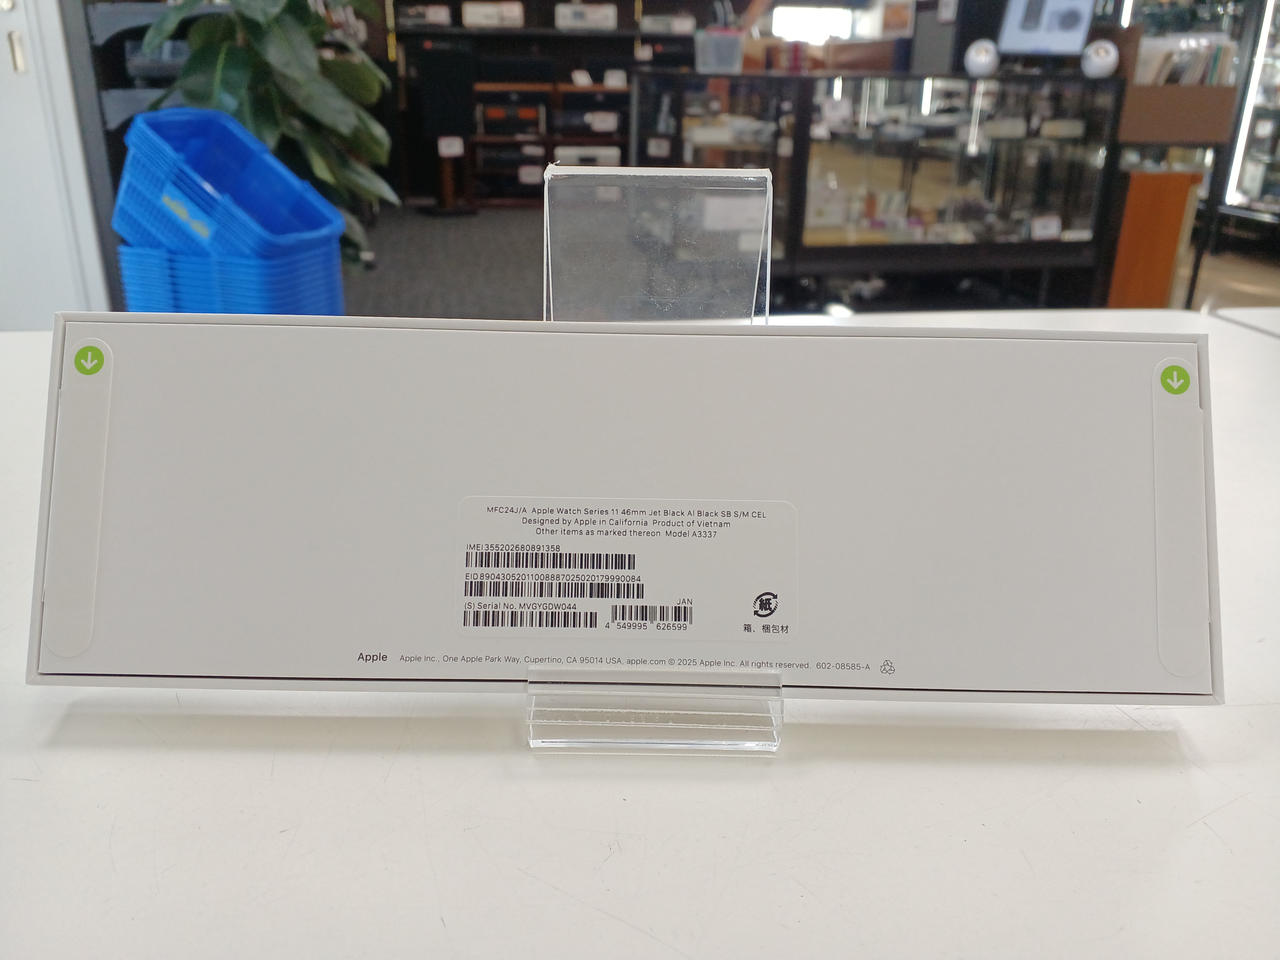 MFC24J/A Apple Watch Series 11 46mm Jet Black Al Black SB S/M CEL
Designed by Apple in California Product of Vietnam
Other items as marked thereon Model A3337
IMEI 355202680891358
EID 89043052011008887025020179990084
(S) Serial No. MVGYGDW044
JAN
4 549995 626599
紙
箱、梱包材
Apple Apple Inc., One Apple Park Way, Cupertino, CA 95014 USA. apple.com © 2025 Apple Inc. All rights reserved. 602-08585-A